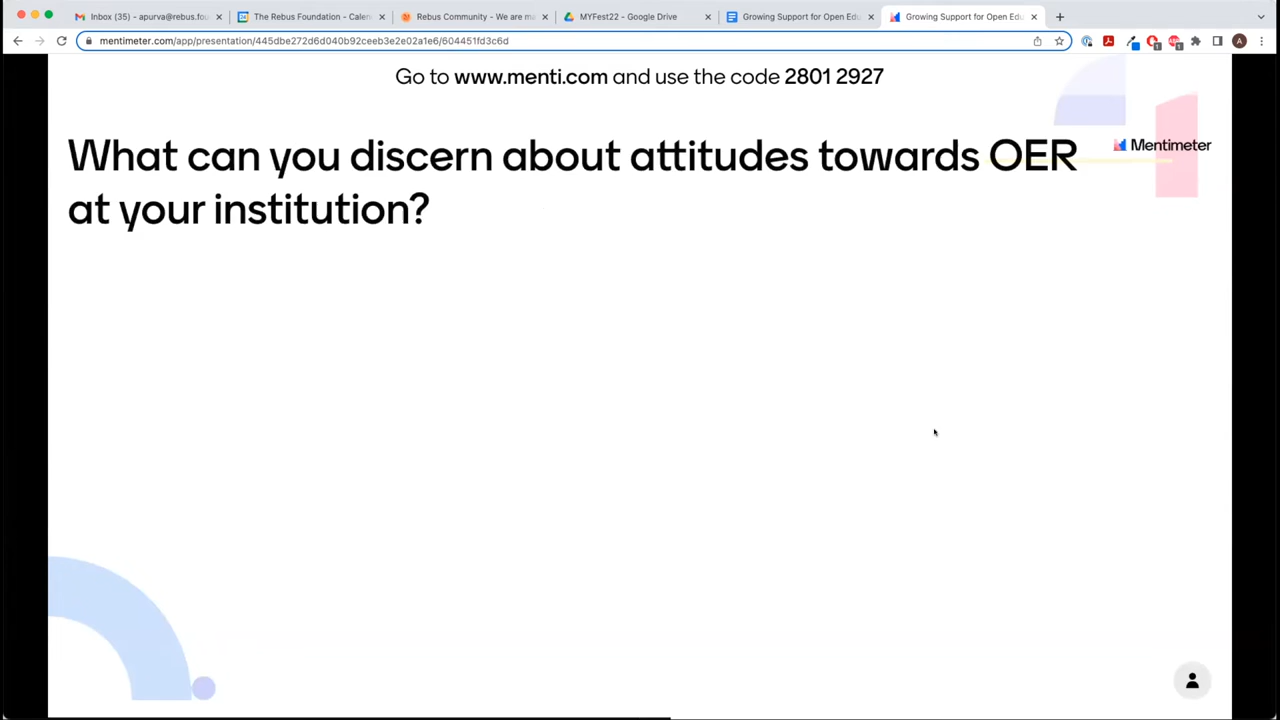 Inbox (35) - apurva@rebus.fou
The Rebus Foundation - Calen
Rebus Community - We are ma
MYFest22 - Google Drive
Growing Support for Open Edu
Growing Support for Open Edu
mentimeter.com/app/presentation/445dbe272d6d040b92ceeb3e2e02a1e6/604451fd3c6d
A
Go to www.menti.com and use the code 2801 2927
What can you discern about attitudes towards OER
at your institution?
Mentimeter